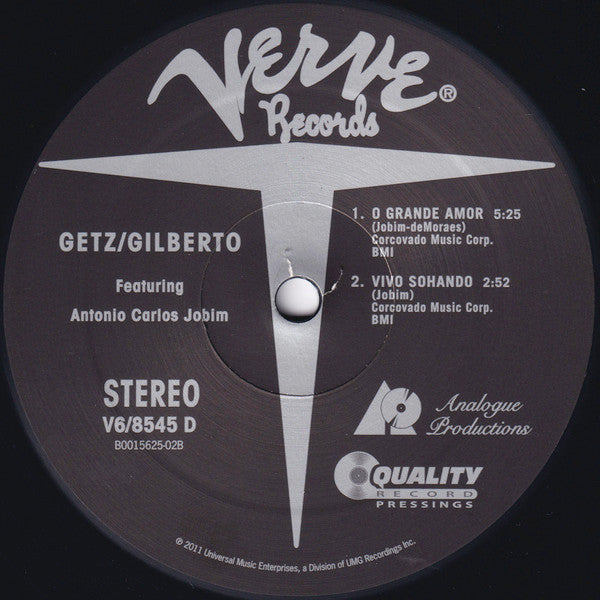 Verve®
Records
GETZ/GILBERTO
Featuring
Antonio Carlos Jobim
STEREO
V6/8545 D
B0015625-02B
1. O GRANDE AMOR 5:25
(Jobim-deMoraes)
Corcovado Music Corp.
BMI
2. VIVO SOHANDO 2:52
(Jobim)
Corcovado Music Corp.
BMI
Analogue
Productions
QUALITY
RECORD
PRESSINGS
℗ 2011 Universal Music Enterprises, a Division of UMG Recordings Inc.